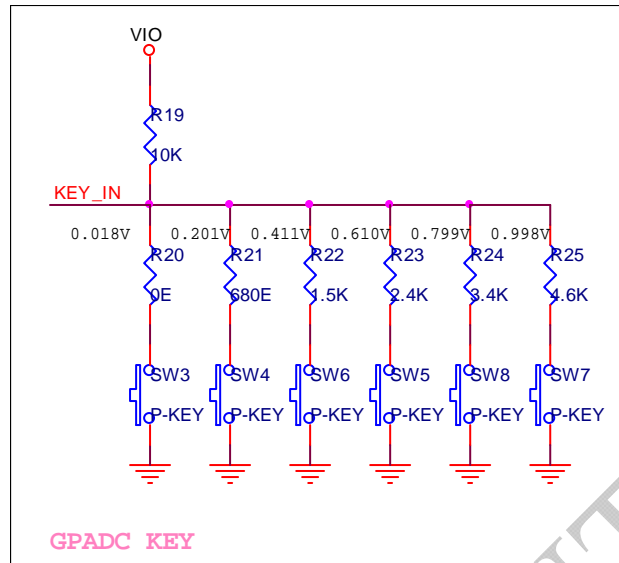 VIO
R19
10K
KEY_IN
0.018V 0.201V 0.411V 0.610V 0.799V 0.998V
R20 R21 R22 R23 R24 R25
0E 680E 1.5K 2.4K 3.4K 4.6K
SW3 SW4 SW6 SW5 SW8 SW7
P-KEY P-KEY P-KEY P-KEY P-KEY P-KEY
GPADC KEY